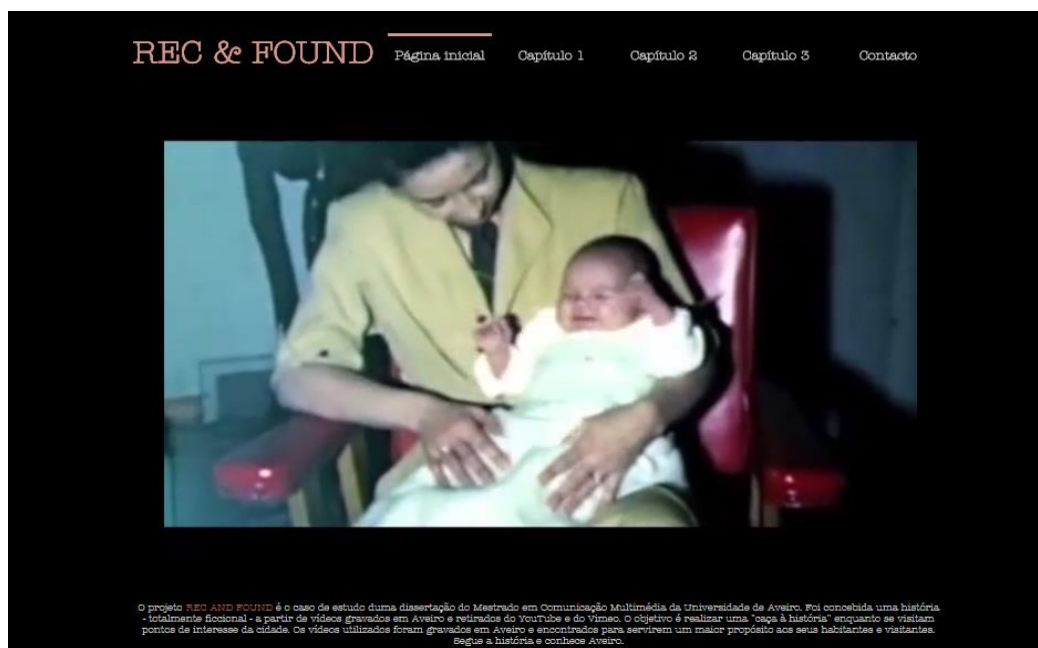 REC & FOUND
Página inicial
Capítulo 1
Capítulo 2
Capítulo 3
Contacto
O projeto REC AND FOUND é o caso de estudo duma dissertação do Mestrado em Comunicação Multimédia da Universidade de Aveiro. Foi concebida uma história
- totalmente ficcional - a partir de vídeos gravados em Aveiro e retirados do YouTube e do Vimeo. O objetivo é realizar uma "caça à história" enquanto se visitam
pontos de interesse da cidade. Os vídeos utilizados foram gravados em Aveiro e encontrados para servirem um maior propósito aos seus habitantes e visitantes.
Segue a história e conhece Aveiro.